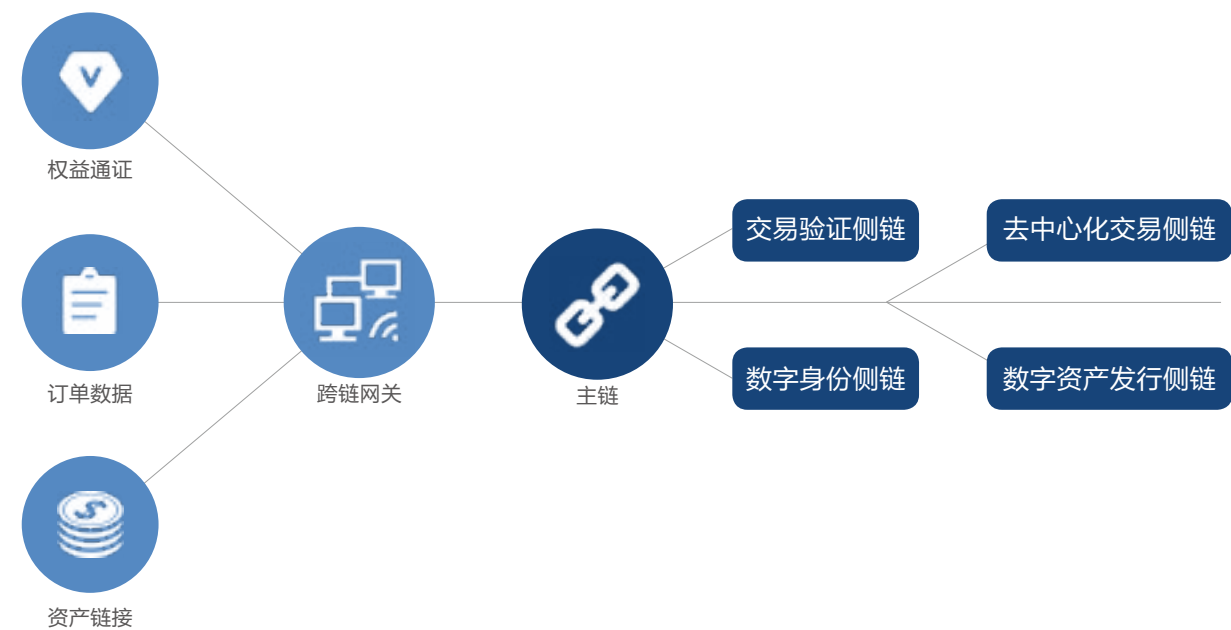 权益通证
交易验证侧链
去中心化交易侧链
订单数据
跨链网关
主链
数字身份侧链
数字资产发行侧链
资产链接